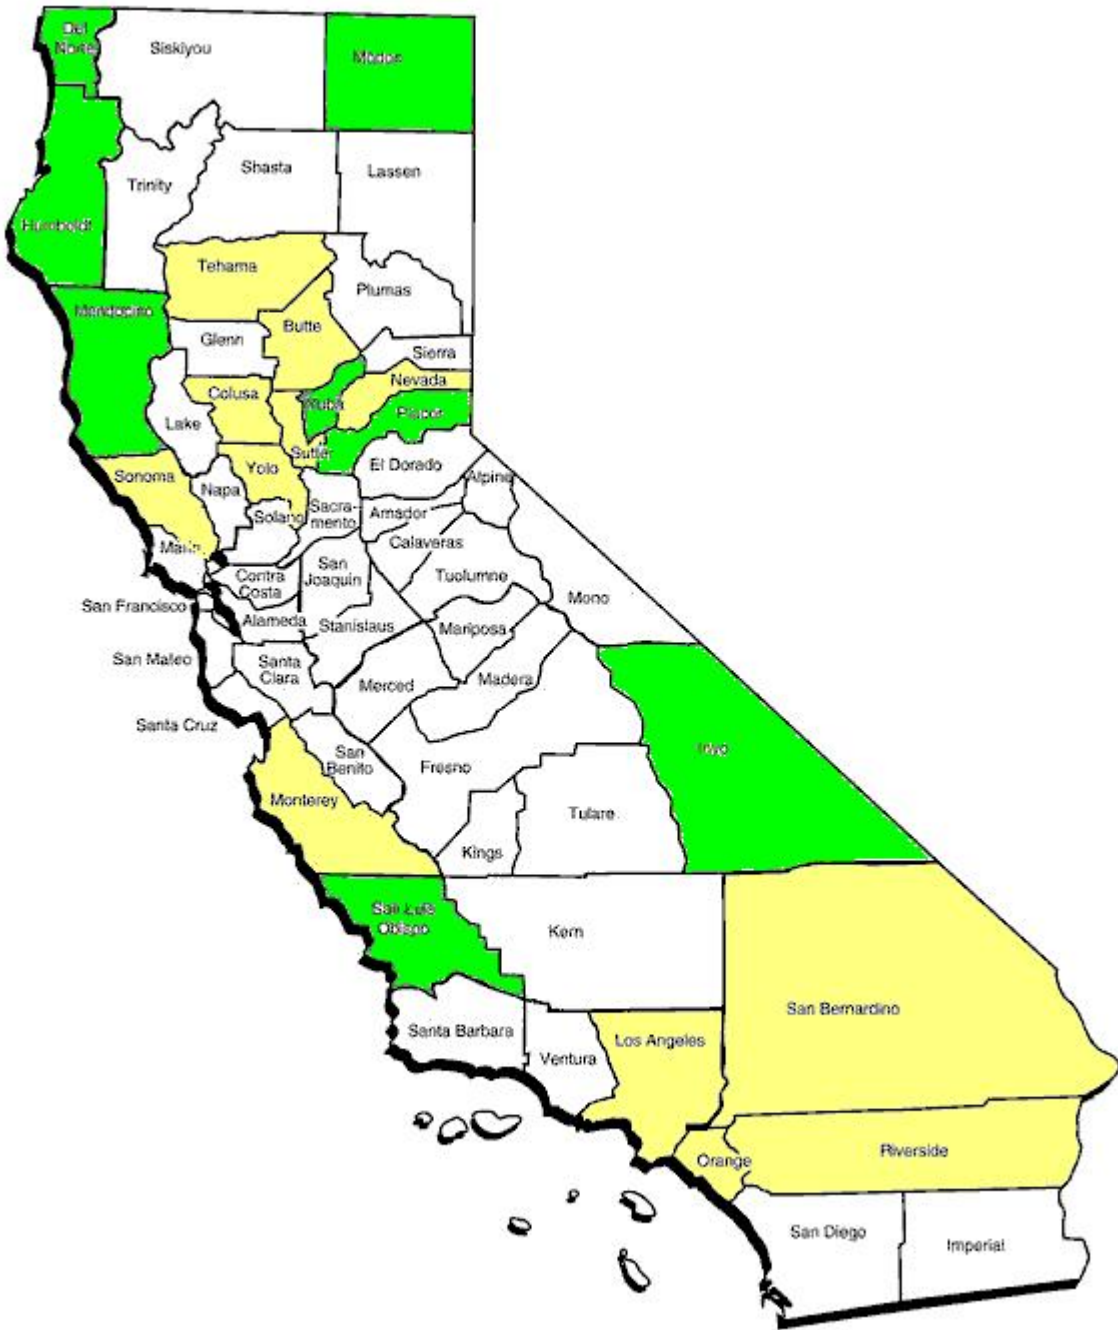 Del
Norte
Siskiyou
Modoc
Shasta
Lassen
Trinity
Humboldt
Tehama
Plumas
Mendocino
Butte
Glenn
Sierra
Nevada
Colusa
Yuba
Placer
Lake
Sutter
El Dorado
Yolo
Sonoma
Alpine
Napa
Sacra-
mento
Amador
Solano
Calaveras
Marin
San
Joaquin
Contra
Costa
Tuolumne
Mono
San Francisco
Alameda
Stanislaus
Mariposa
San Mateo
Santa
Clara
Madera
Merced
Santa Cruz
San
Benito
Inyo
Fresno
Monterey
Tulare
Kings
San Luis
Obispo
Kern
San Bernardino
Santa Barbara
Los Angeles
Ventura
Riverside
Orange
San Diego
Imperial